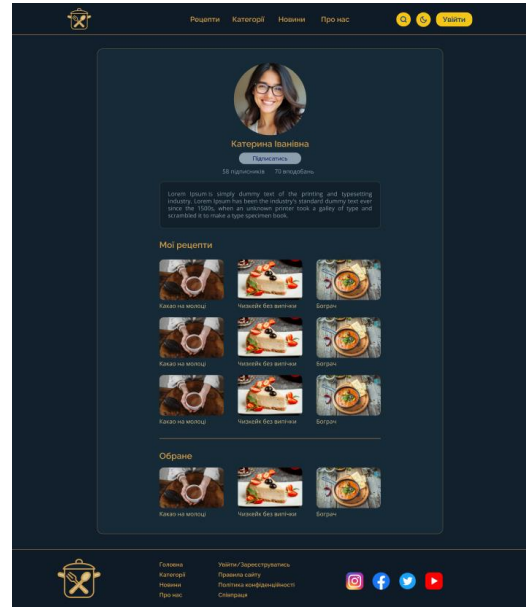 Рецепти Категорії Новини Про нас Увійти
Катерина Іванівна
Підписатись
58 підписників 70 вподобань
Lorem Ipsum is simply dummy text of the printing and typesetting
industry. Lorem Ipsum has been the industry's standard dummy text ever
since the 1500s, when an unknown printer took a galley of type and
scrambled it to make a type specimen book.
Мої рецепти
Какао на молоці Чизкейк без випічки Бограч
Какао на молоці Чизкейк без випічки Бограч
Какао на молоці Чизкейк без випічки Бограч
Обране
Какао на молоці Чизкейк без випічки Бограч
Головна Увійти/Зареєструватись
Категорії Правила сайту
Новини Політика конфіденційності
Про нас Співпраця